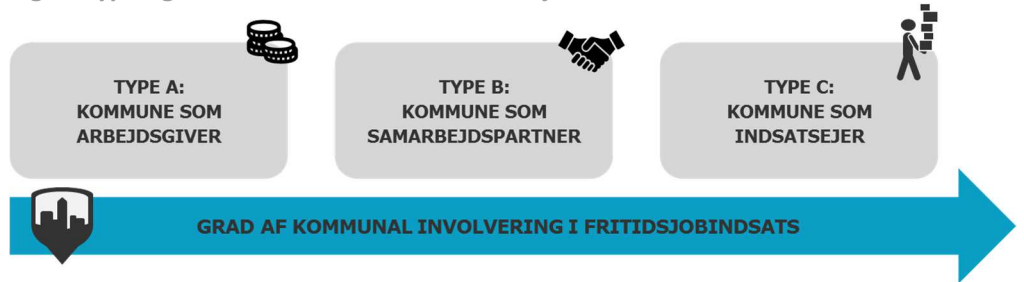 TYPE A:
KOMMUNE SOM
ARBEJDSGIVER
TYPE B:
KOMMUNE SOM
SAMARBEJDSPARTNER
TYPE C:
KOMMUNE SOM
INDSATSEJER
GRAD AF KOMMUNAL INVOLVERING I FRITIDSJOBINDSATS